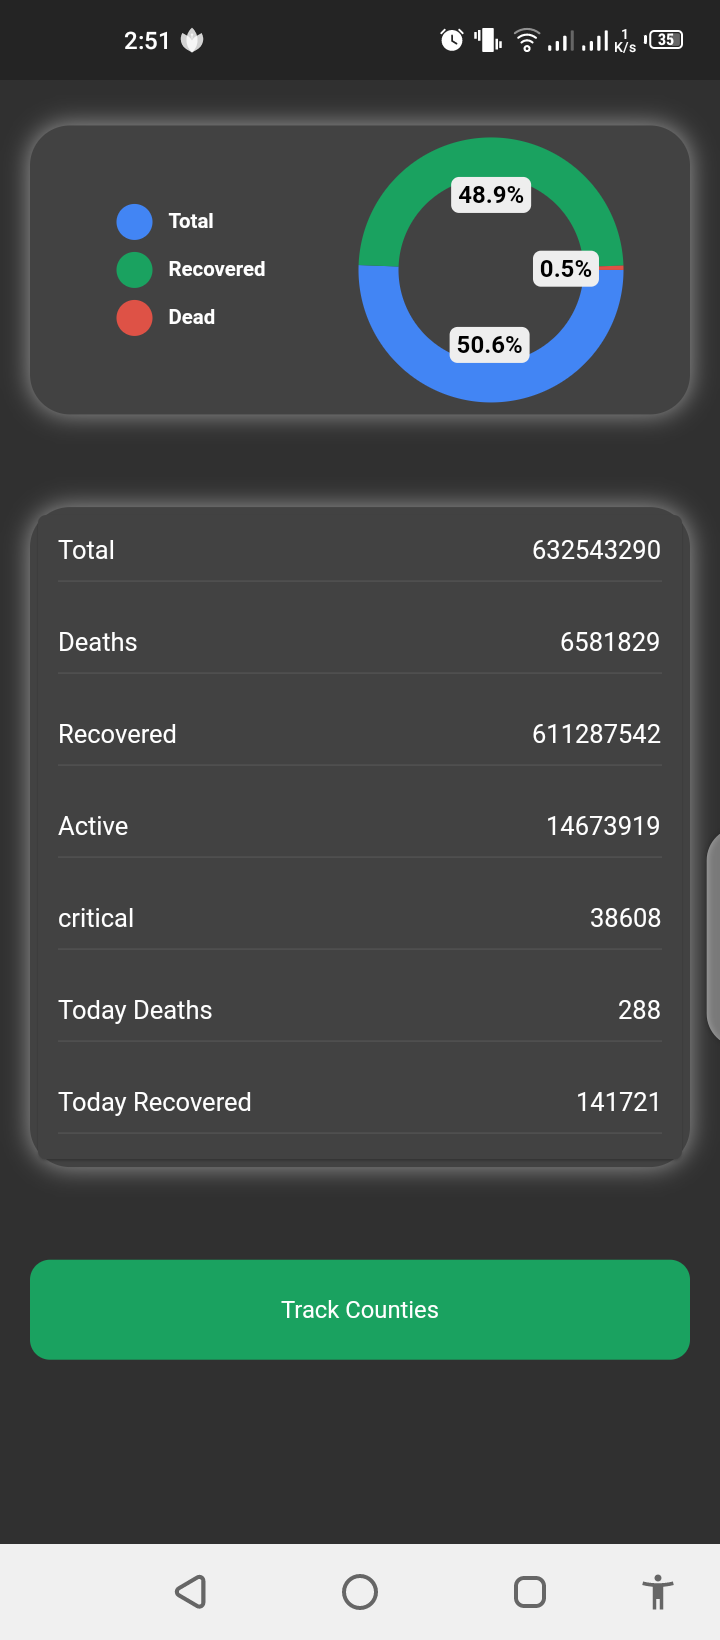 2:51
1
K/s
35
Total
Recovered
Dead
48.9%
0.5%
50.6%
Total 632543290
Deaths 6581829
Recovered 611287542
Active 14673919
critical 38608
Today Deaths 288
Today Recovered 141721
Track Counties